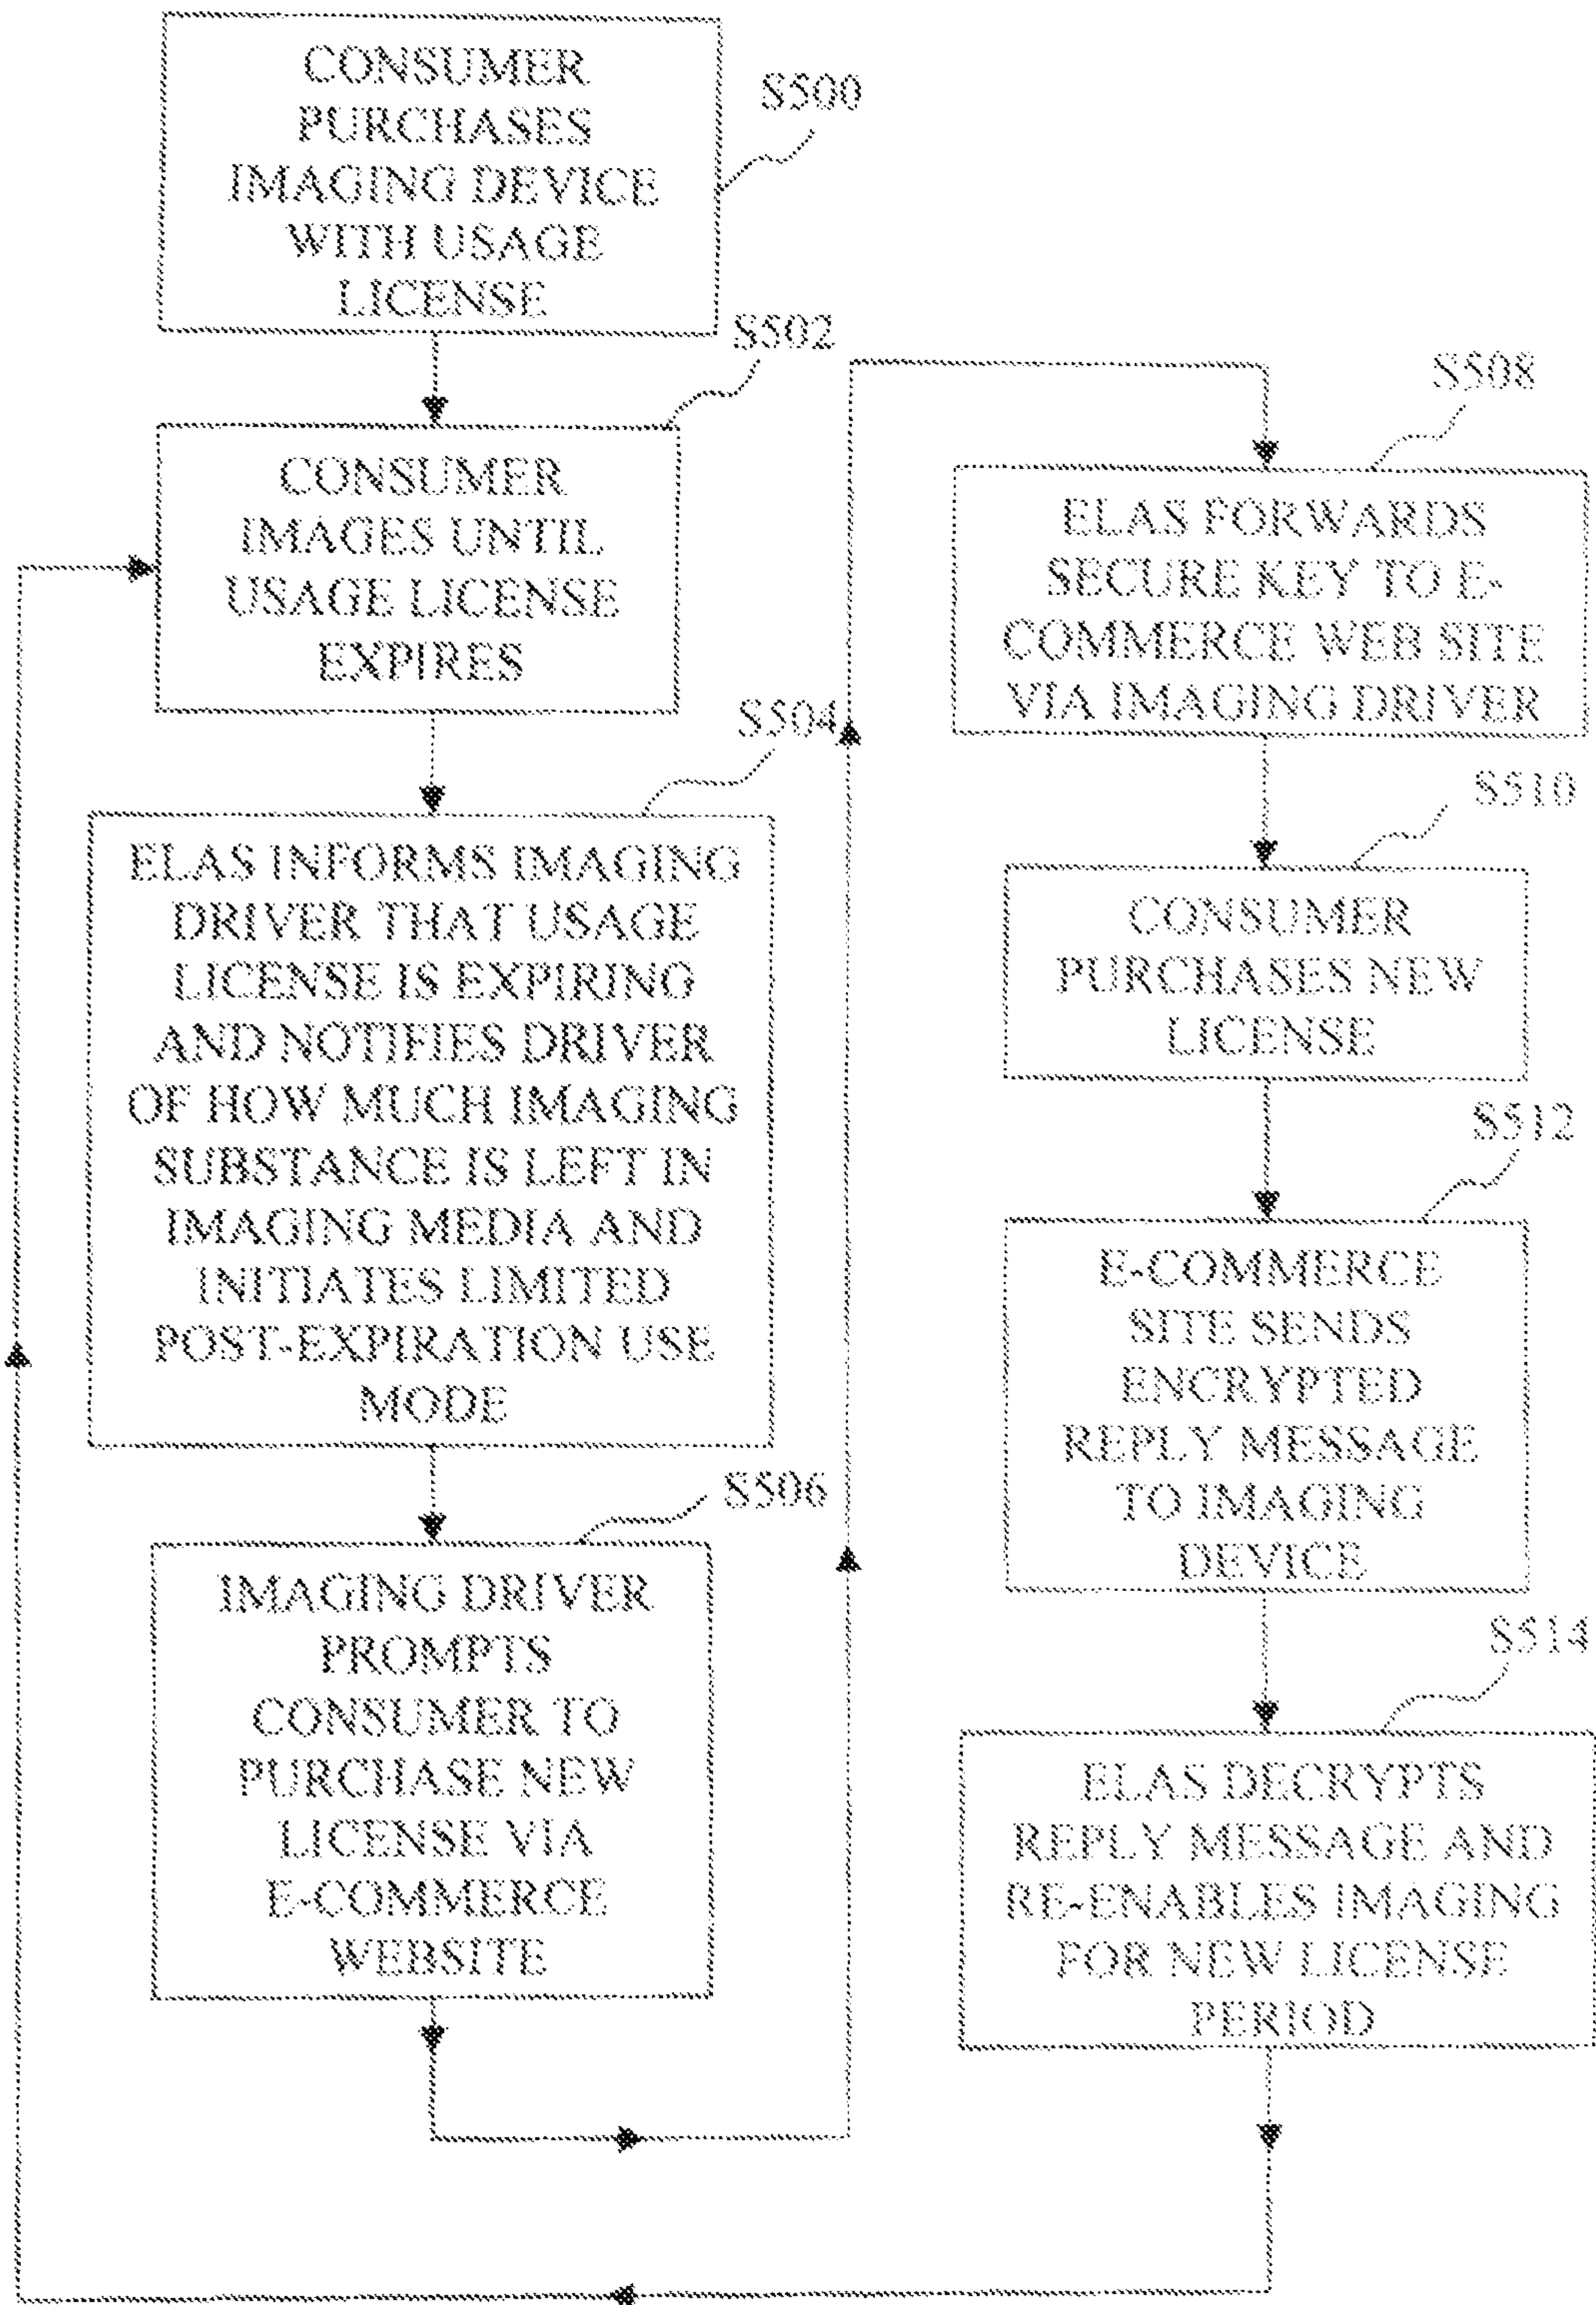 CONSUMER
PURCHASES
IMAGING DEVICE
WITH USAGE
LICENSE
S500
S502
CONSUMER
IMAGES UNTIL
USAGE LICENSE
EXPIRES
S504
ELAS INFORMS IMAGING
DRIVER THAT USAGE
LICENSE IS EXPIRING
AND NOTIFIES DRIVER
OF HOW MUCH IMAGING
SUBSTANCE IS LEFT IN
IMAGING MEDIA AND
INITIATES LIMITED
POST-EXPIRATION USE
MODE
S506
IMAGING DRIVER
PROMPTS
CONSUMER TO
PURCHASE NEW
LICENSE VIA
E-COMMERCE
WEBSITE
S508
ELAS FORWARDS
SECURE KEY TO E-
COMMERCE WEB SITE
VIA IMAGING DRIVER
S510
CONSUMER
PURCHASES NEW
LICENSE
S512
E-COMMERCE
SITE SENDS
ENCRYPTED
REPLY MESSAGE
TO IMAGING
DEVICE
S514
ELAS DECRYPTS
REPLY MESSAGE AND
RE-ENABLES IMAGING
FOR NEW LICENSE
PERIOD